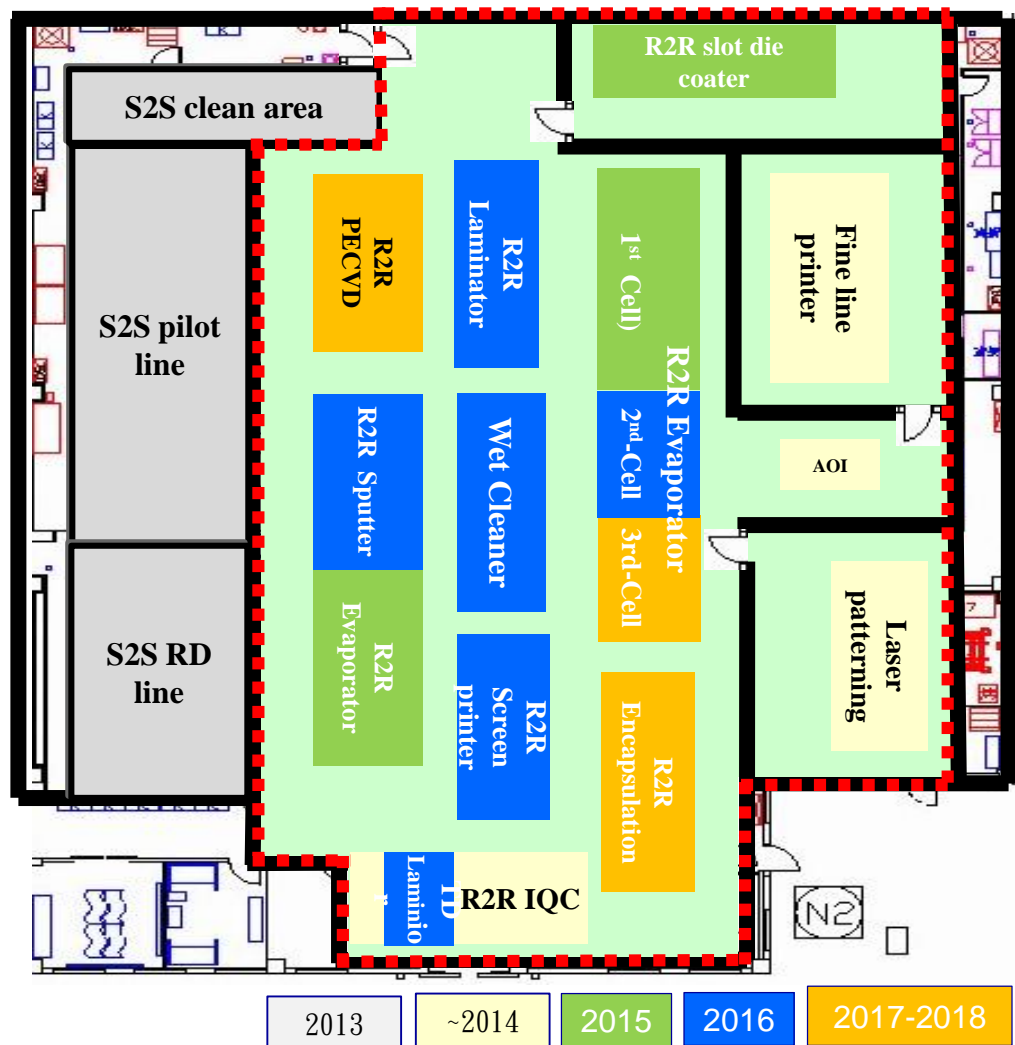 R2R slot die
coater
S2S clean area
R2R
PECVD
R2R
Laminator
1st Cell)
Fine line
printer
S2S pilot
line
R2R Evaporator
R2R Sputter
Wet Cleaner
2nd-Cell
AOI
3rd-Cell
R2R
Evaporator
S2S RD
line
R2R
Screen
printer
Laser
patterning
R2R
Encapsulation
TD
Laminio
r
R2R IQC
N2
2013
~2014
2015
2016
2017-2018